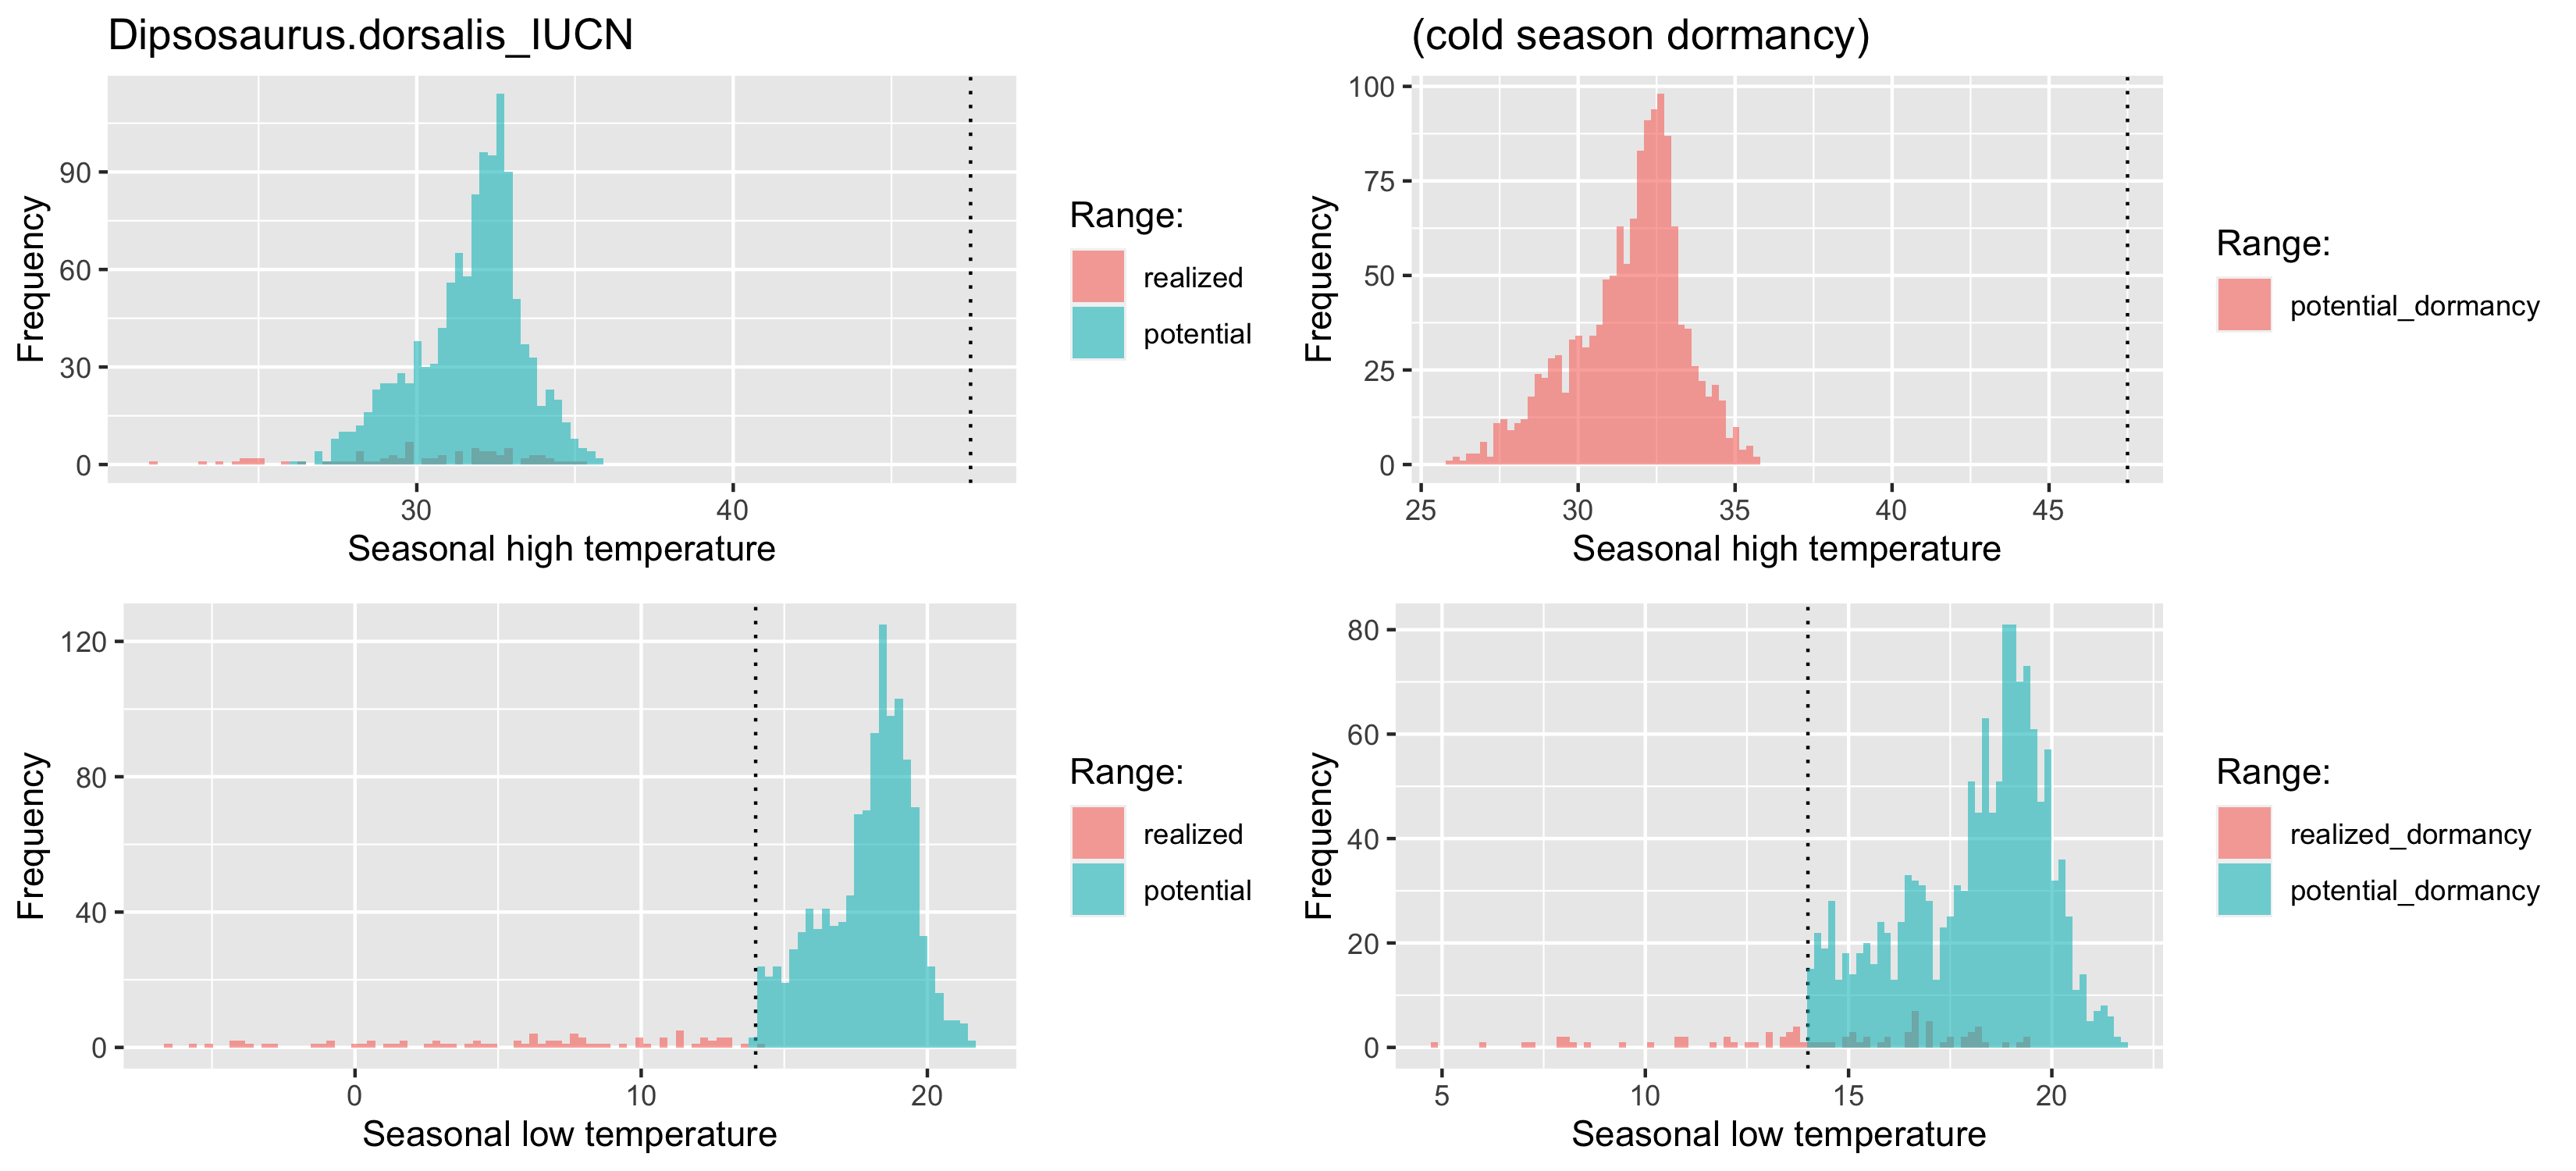 Dipsosaurus.dorsalis_IUCN
Frequency
90
60
30
0
30 40
Seasonal high temperature
Range:
realized
potential
(cold season dormancy)
Frequency
100
75
50
25
0
25 30 35 40 45
Seasonal high temperature
Range:
potential_dormancy
Frequency
120
80
40
0
0 10 20
Seasonal low temperature
Range:
realized
potential
Frequency
80
60
40
20
0
5 10 15 20
Seasonal low temperature
Range:
realized_dormancy
potential_dormancy